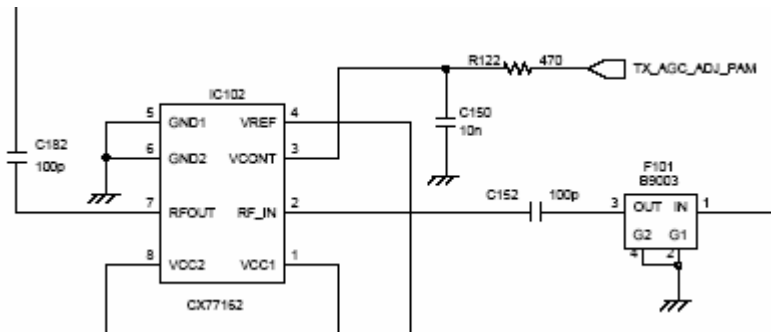 R122 470 TX_AGC_ADJ_PAM
IC102
5 GND1 VREF 4
C150
10n
C182
100p
6 GND2 VCONT 3
F101
B9003
C152 100p
7 RFOUT RF_IN 2
3 OUT IN 1
G2 G1
4 2
8 VCC2 VCC1 1
CX77162